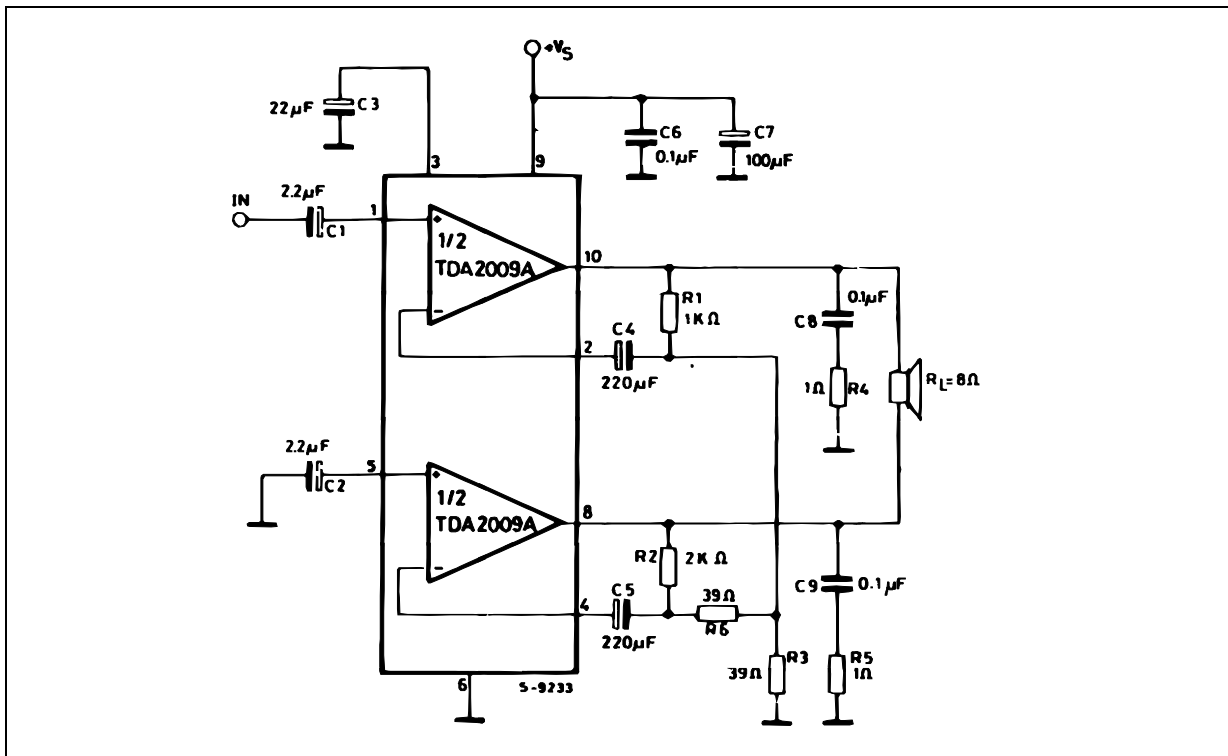 +Vs
22μF
C3
C6
0.1μF
C7
100μF
3
9
IN
2.2μF
C1
1
+
1/2
TDA2009A
-
10
R1
1KΩ
C4
220μF
2
0.1μF
C8
1Ω
R4
RL=8Ω
2.2μF
C2
5
+
1/2
TDA2009A
-
8
R2
2KΩ
C5
220μF
4
39Ω
R6
C9
0.1μF
39Ω
R3
R5
1Ω
6
S-9233